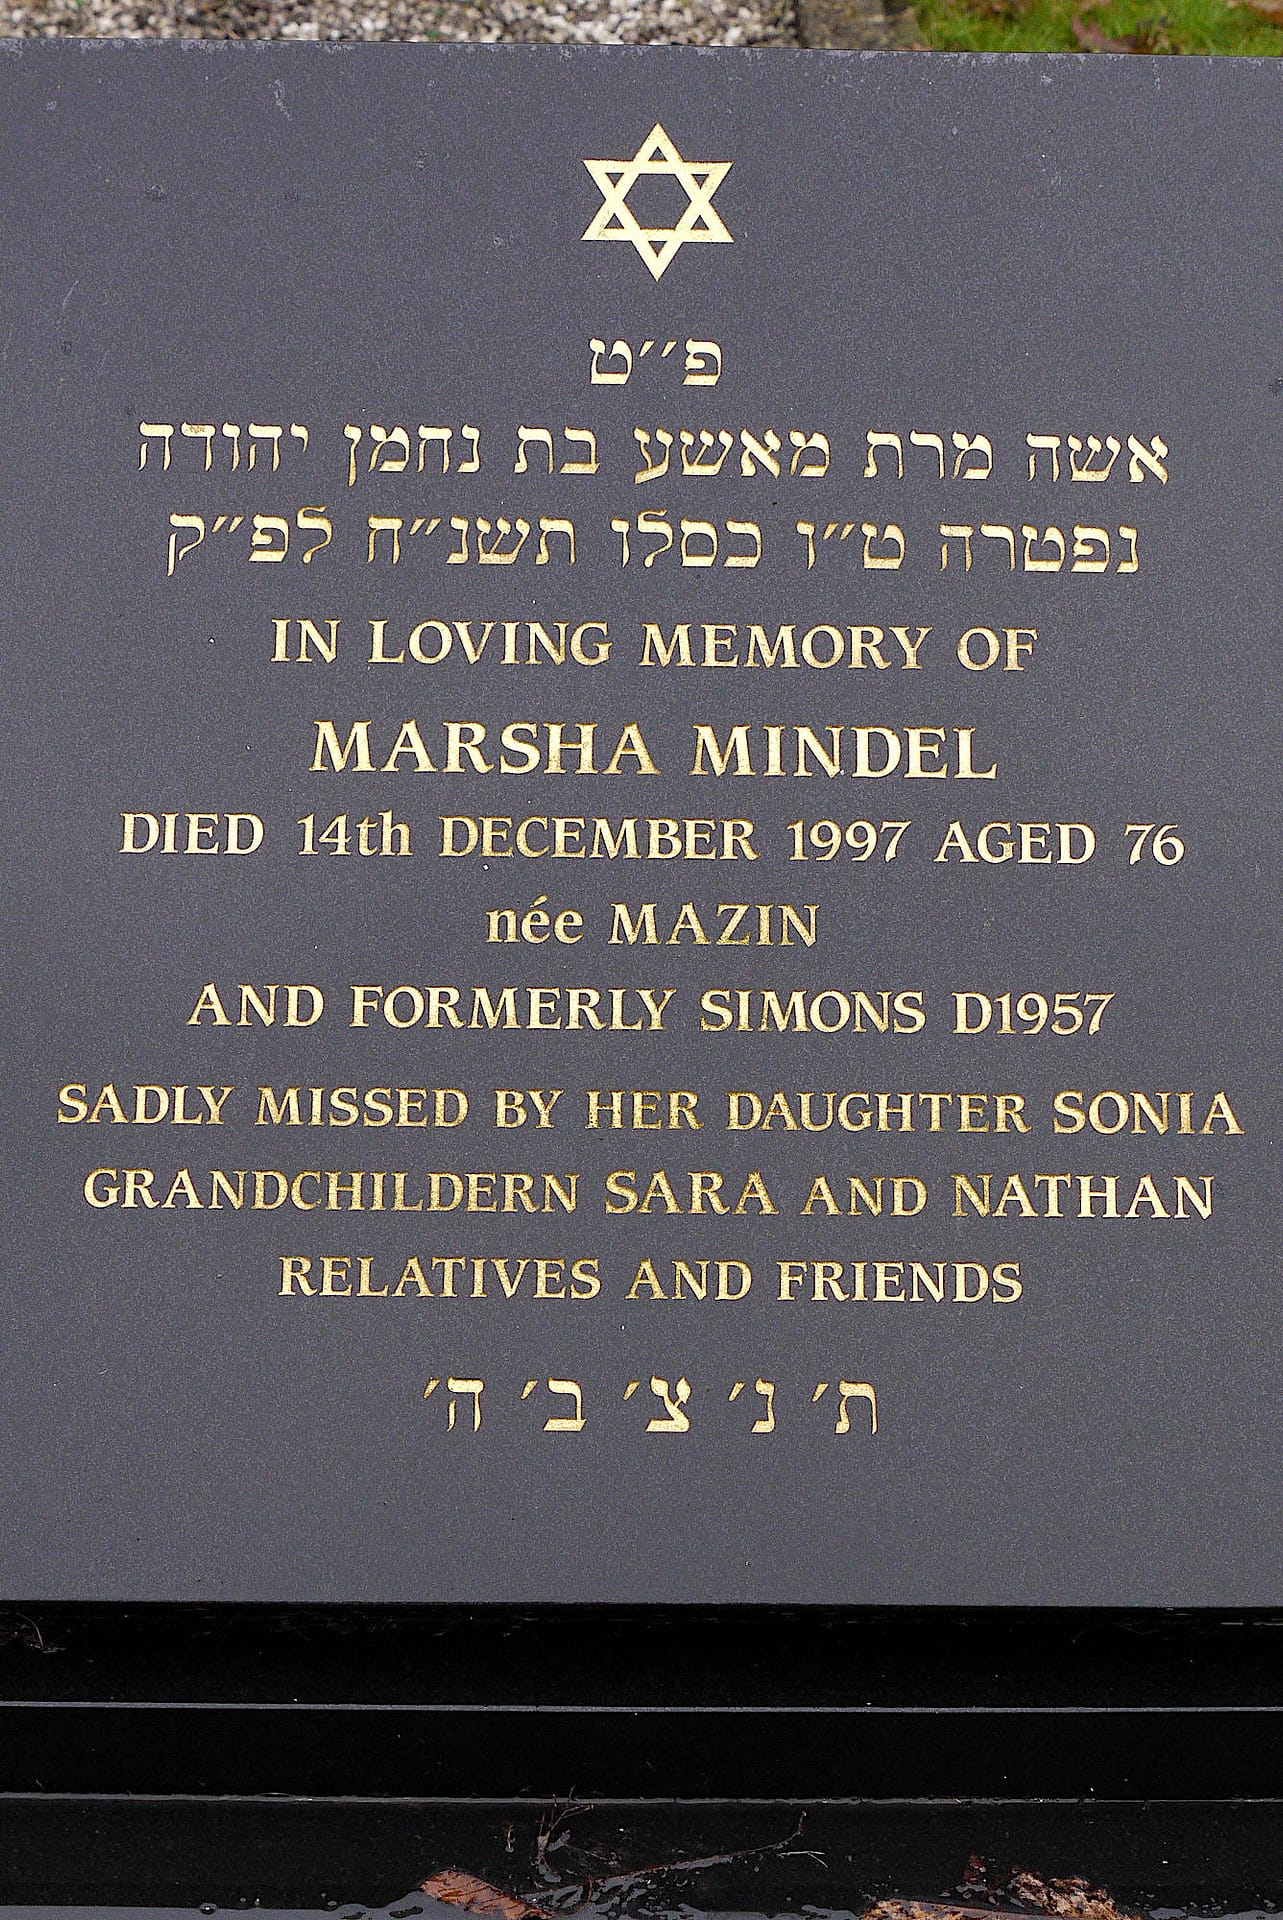 פ״ט
אשה מרת מאשע בת נחמן יהודה
נפטרה ט״ו כסלו תשנ״ח לפ״ק
IN LOVING MEMORY OF
MARSHA MINDEL
DIED 14th DECEMBER 1997 AGED 76
née MAZIN
AND FORMERLY SIMONS D1957
SADLY MISSED BY HER DAUGHTER SONIA
GRANDCHILDERN SARA AND NATHAN
RELATIVES AND FRIENDS
ת׳ נ׳ צ׳ ב׳ ה׳